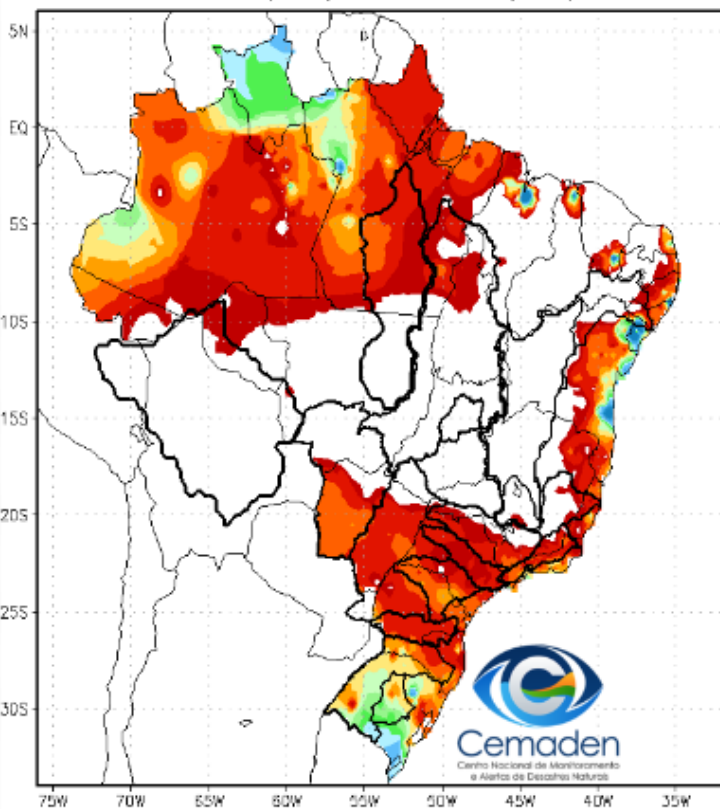 5N
EQ
5S
10S
15S
20S
25S
30S
Cemaden
Centro Nacional de Monitoramento
e Alertas de Desastres Naturais
75W 70W 65W 60W 55W 50W 45W 40W 35W